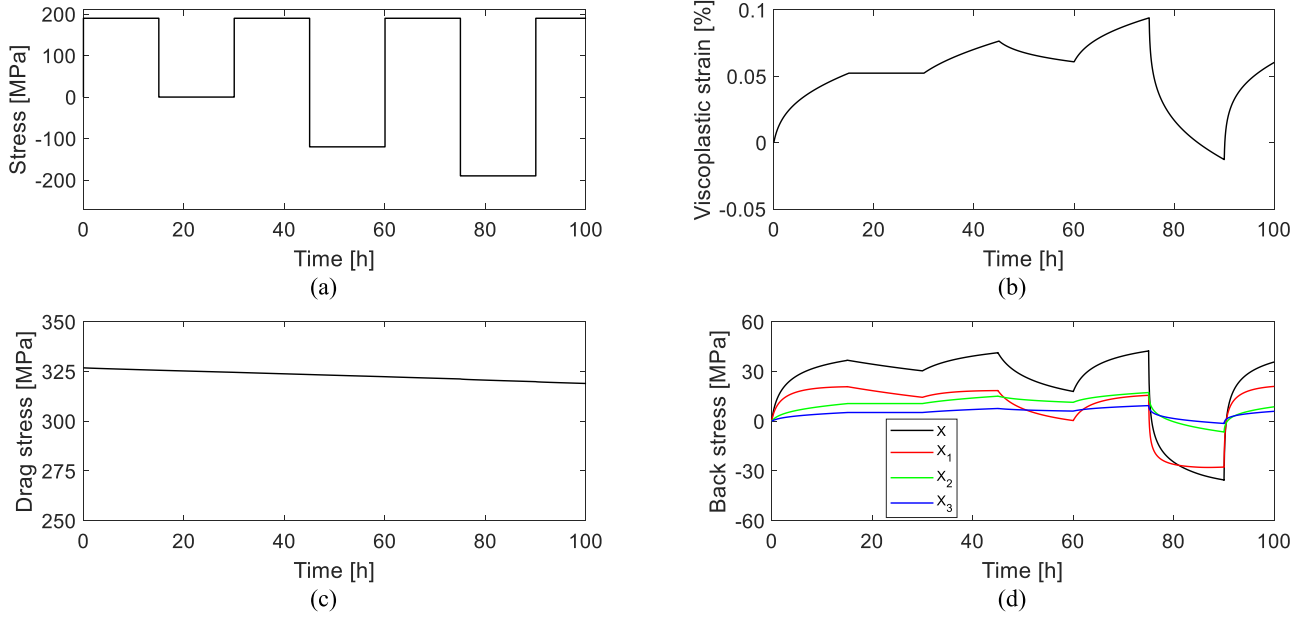 200
100
0
-100
-200
Stress [MPa]
0 20 40 60 80 100
Time [h]
(a)
0.1
0.05
0
-0.05
Viscoplastic strain [%]
0 20 40 60 80 100
Time [h]
(b)
350
325
300
275
250
Drag stress [MPa]
0 20 40 60 80 100
Time [h]
(c)
60
30
0
-30
-60
Back stress [MPa]
X
X1
X2
X3
0 20 40 60 80 100
Time [h]
(d)